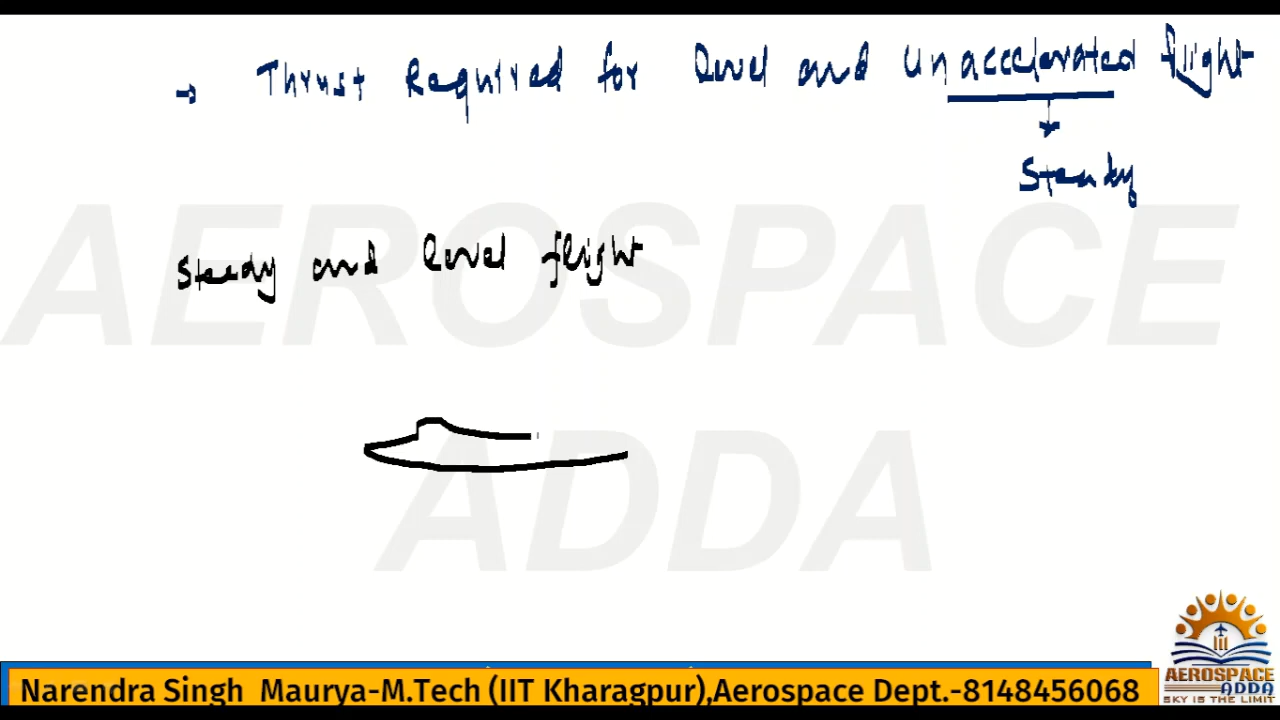 → Thrust Required for level and unaccelerated flight
Steady
Steady and level flight
AEROSPACE
ADDA
Narendra Singh Maurya-M.Tech (IIT Kharagpur),Aerospace Dept.-8148456068
AEROSPACE
ADDA
SKY IS THE LIMIT